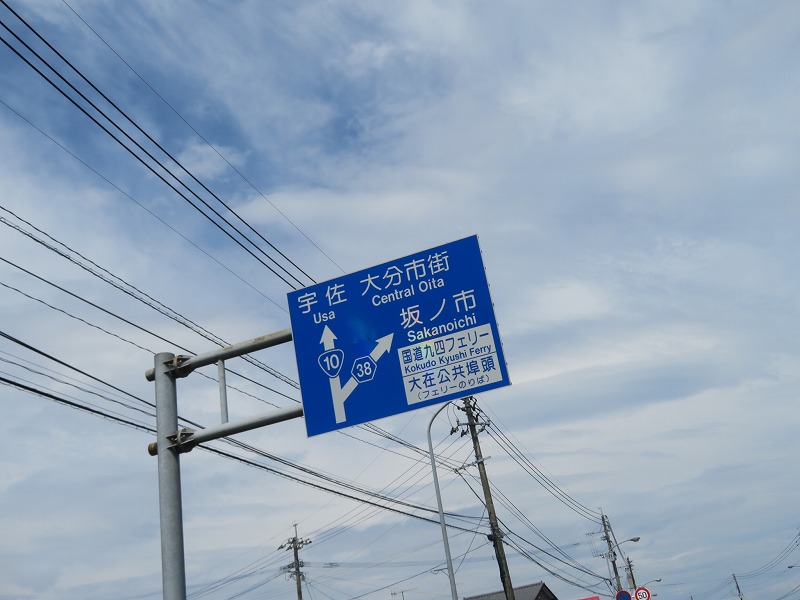 宇佐 大分市街
Usa Central Oita
坂ノ市
Sakanoichi
10
38
国道九四フェリー
Kokudo Kyushi Ferry
大在公共埠頭
(フェリーのりば)
50